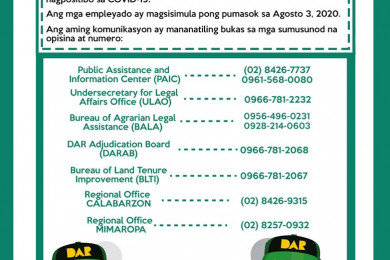 nagpositibo sa COVID-19.
Ang mga empleyado ay magsisimula pong pumasok sa Agosto 3, 2020.
Ang aming komunikasyon ay mananatiling bukas sa mga sumusunod na
opisina at numero:
Public Assistance and
Information Center (PAIC)
(02) 8426-7737
0961-568-0080
Undersecretary for Legal
Affairs Office (ULAO)
0966-781-2232
Bureau of Agrarian Legal
Assistance (BALA)
0956-496-0231
0928-214-0603
DAR Adjudication Board
(DARAB)
0966-781-2068
Bureau of Land Tenure
Improvement (BLTI)
0966-781-2067
Regional Office
CALABARZON
(02) 8426-9315
Regional Office
MIMAROPA
(02) 8257-0932
DAR
DAR